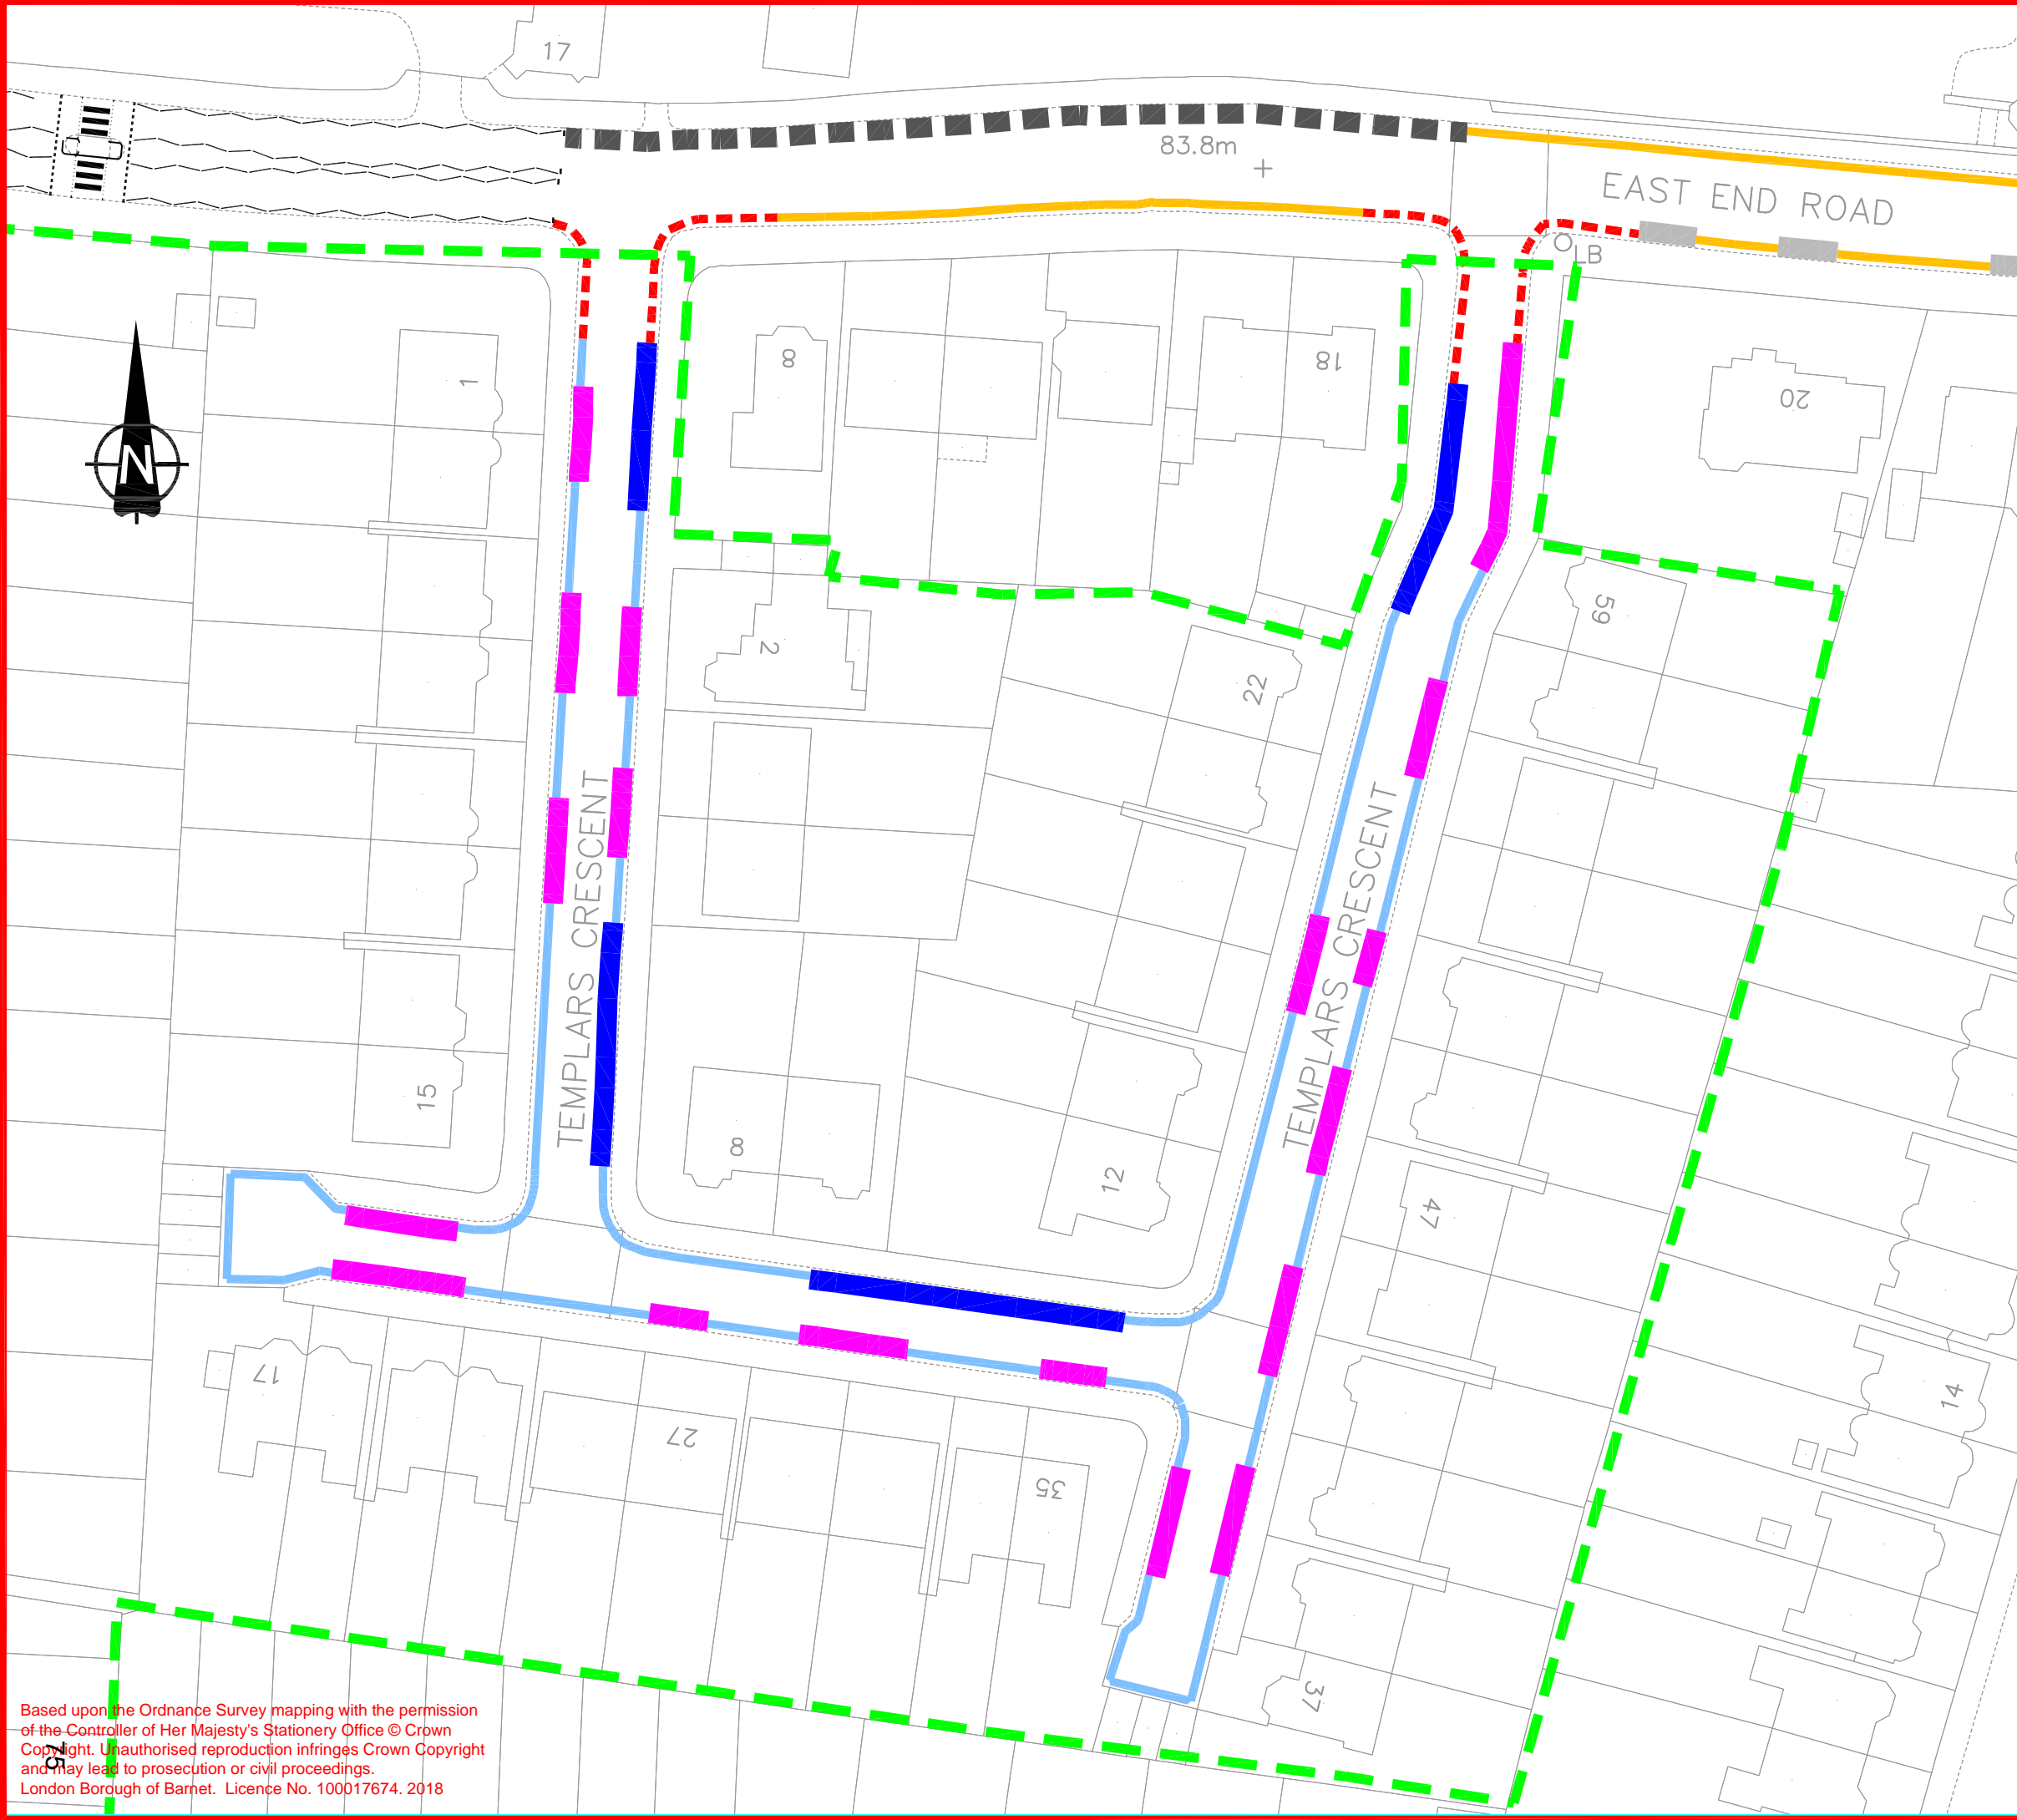 17
83.8m
EAST END ROAD
LB
1
8
18
20
N
59
2
22
TEMPLARS CRESCENT
TEMPLARS CRESCENT
15
8
12
47
17
27
35
14
37
Based upon the Ordnance Survey mapping with the permission
of the Controller of Her Majesty's Stationery Office © Crown
Copyright. Unauthorised reproduction infringes Crown Copyright
and may lead to prosecution or civil proceedings.
London Borough of Barnet. Licence No. 100017674. 2018
75